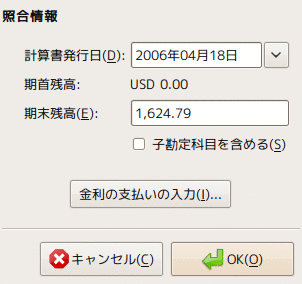 照合情報
計算書発行日(D): 2006年04月18日
期首残高: USD 0.00
期末残高(E): 1,624.79
子勘定科目を含める(S)
金利の支払いの入力(I)...
キャンセル(C) OK(O)